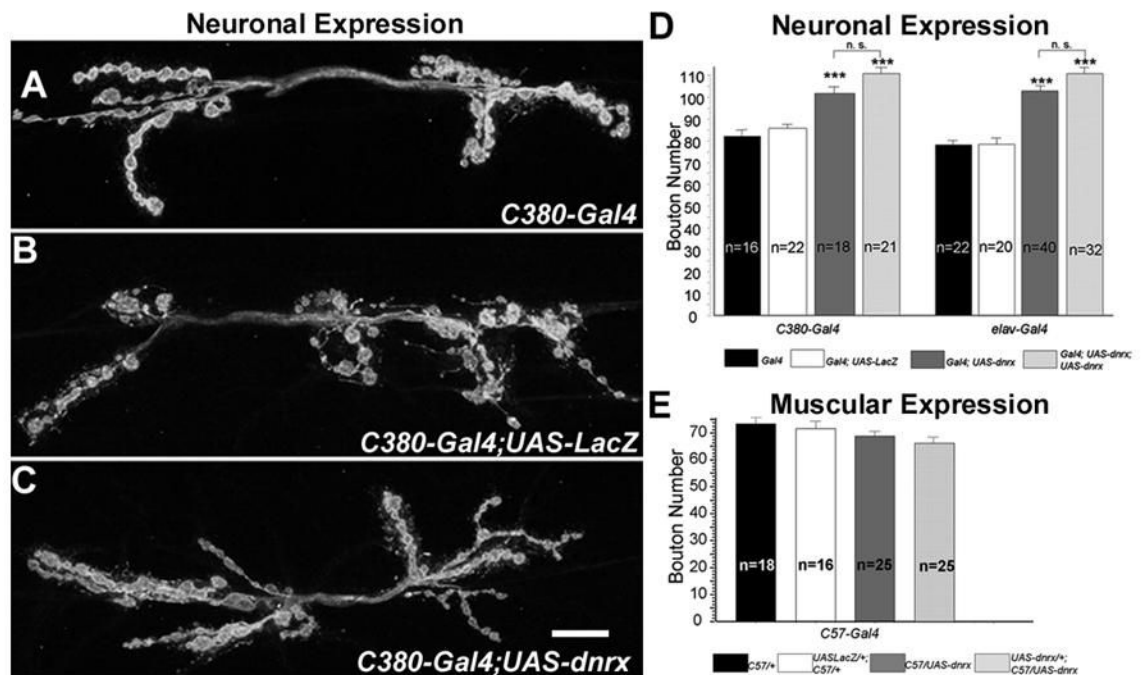 Neuronal Expression
A
C380-Gal4
B
C380-Gal4;UAS-LacZ
C
C380-Gal4;UAS-dnrx
D Neuronal Expression
n. s. n. s.
*** *** *** ***
110
100
90
80
70
60
50
40
30
20
10
0
Bouton Number
n=16 n=22 n=18 n=21 n=22 n=20 n=40 n=32
C380-Gal4 elav-Gal4
Gal4 Gal4; UAS-LacZ Gal4; UAS-dnrx Gal4; UAS-dnrx;
UAS-dnrx
E Muscular Expression
70
60
50
40
30
20
10
0
Bouton Number
n=18 n=16 n=25 n=25
C57-Gal4
C57/+ UASLacZ/+; C57/UAS-dnrx UAS-dnrx/+;
C57/+ C57/UAS-dnrx